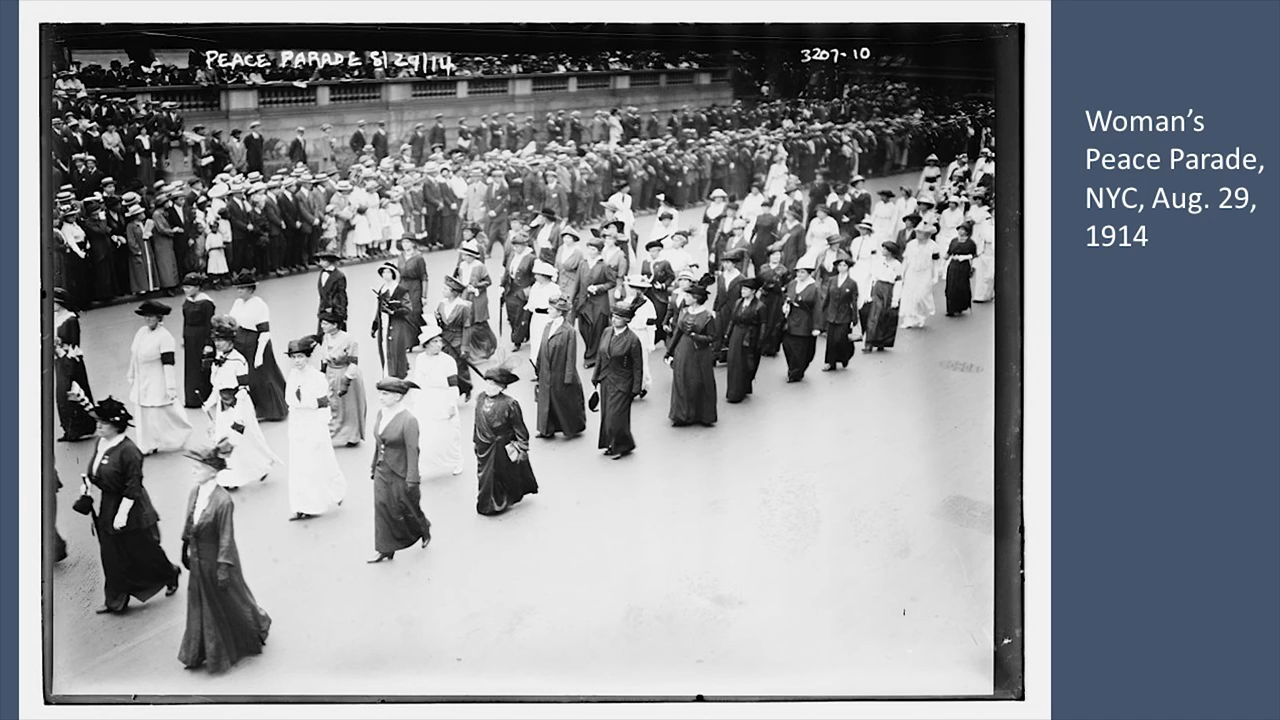 PEACE PARADE 8/29/14
3207-10
Woman's
Peace Parade,
NYC, Aug. 29,
1914